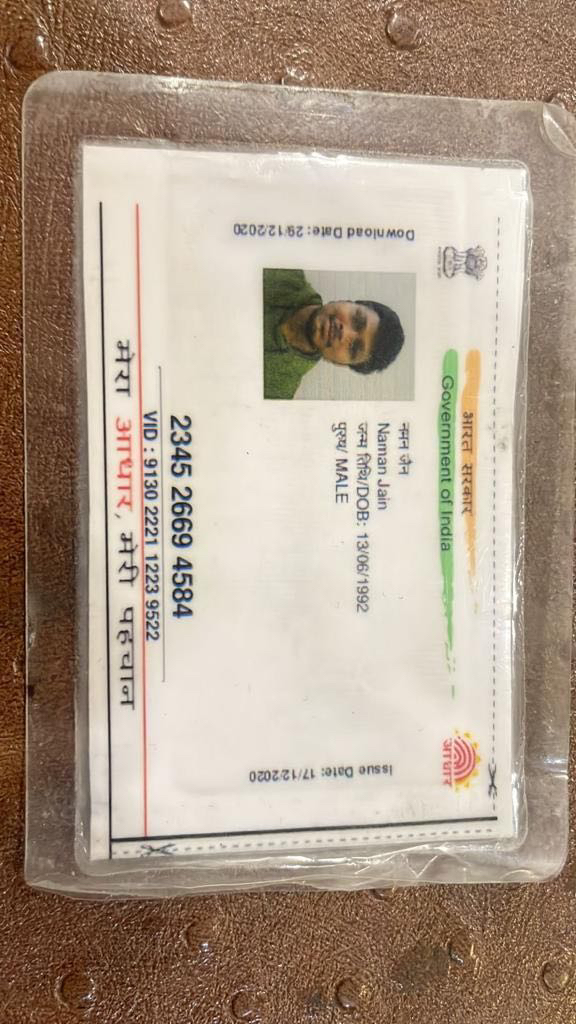 भारत सरकार
Government of India
Download Date: 29/12/2020
नमन जैन
Naman Jain
जन्म तिथि/DOB: 13/06/1992
पुरुष/ MALE
Issue Date: 17/12/2020
आधार
2345 2669 4584
VID : 9130 2221 1223 9522
मेरा आधार, मेरी पहचान